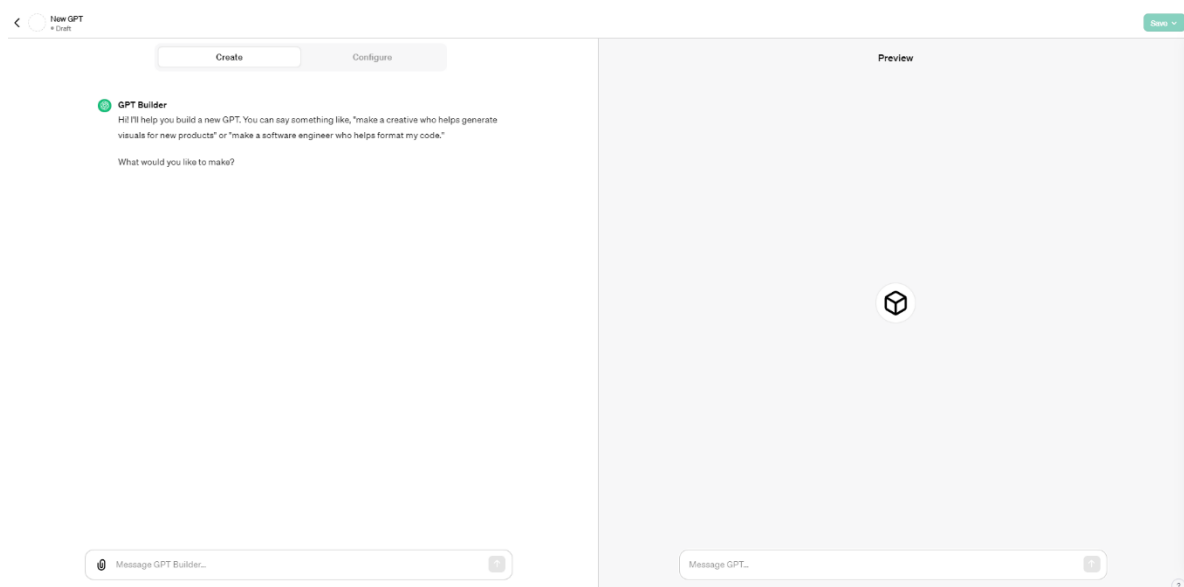 New GPT
Draft
Save
Create
Configure
Preview
GPT Builder
Hi! I'll help you build a new GPT. You can say something like, "make a creative who helps generate
visuals for new products" or "make a software engineer who helps format my code."
What would you like to make?
Message GPT Builder...
Message GPT...
?